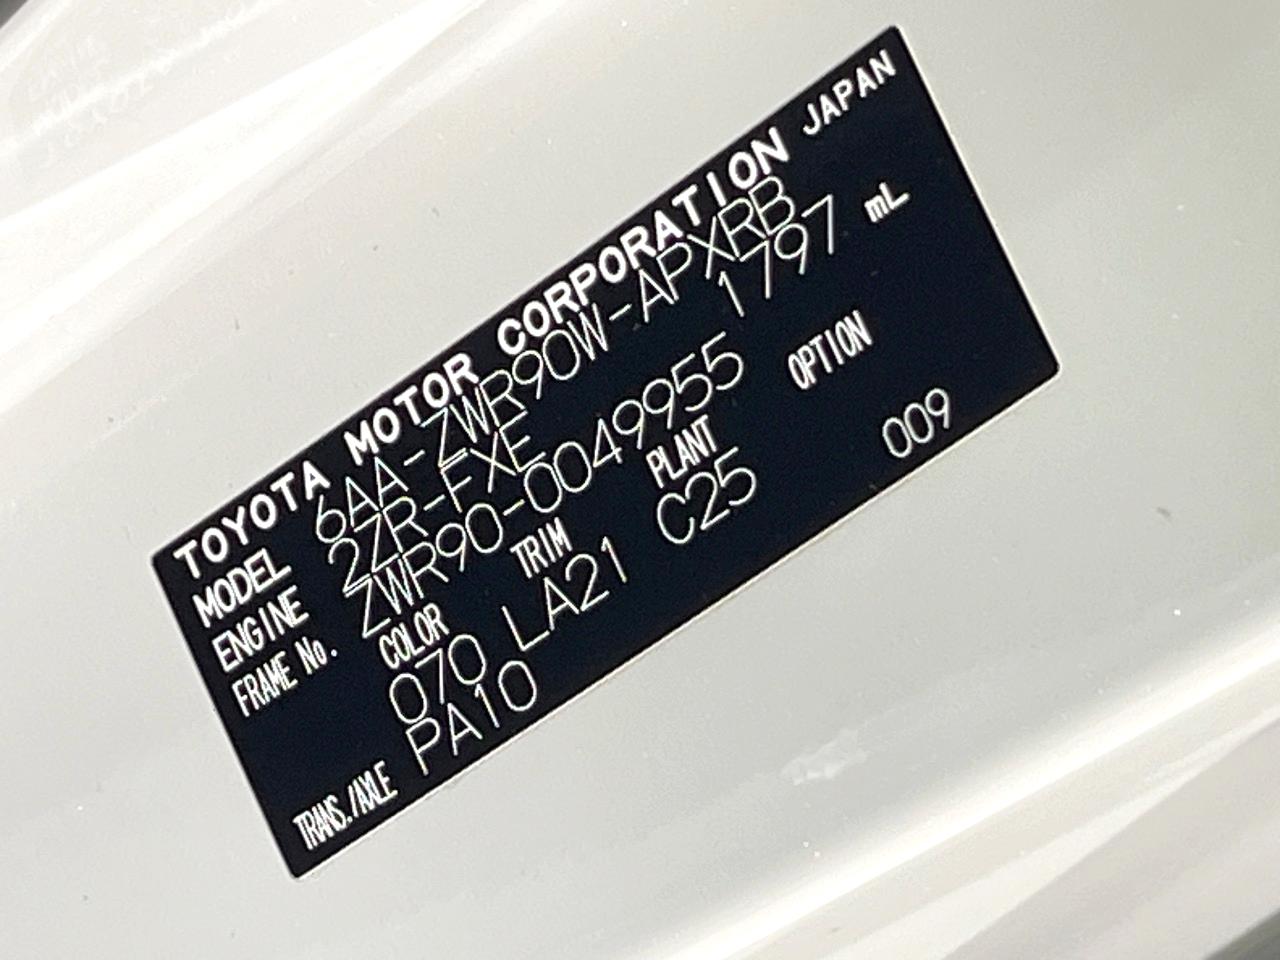 TOYOTA MOTOR CORPORATION JAPAN
MODEL 6AA-ZWR90W-APXRB
ENGINE 2ZR-FXE 1797 mL
FRAME No. ZWR90-0049955
COLOR TRIM PLANT OPTION
070 LA21 C25 009
TRANS./AXLE PA10